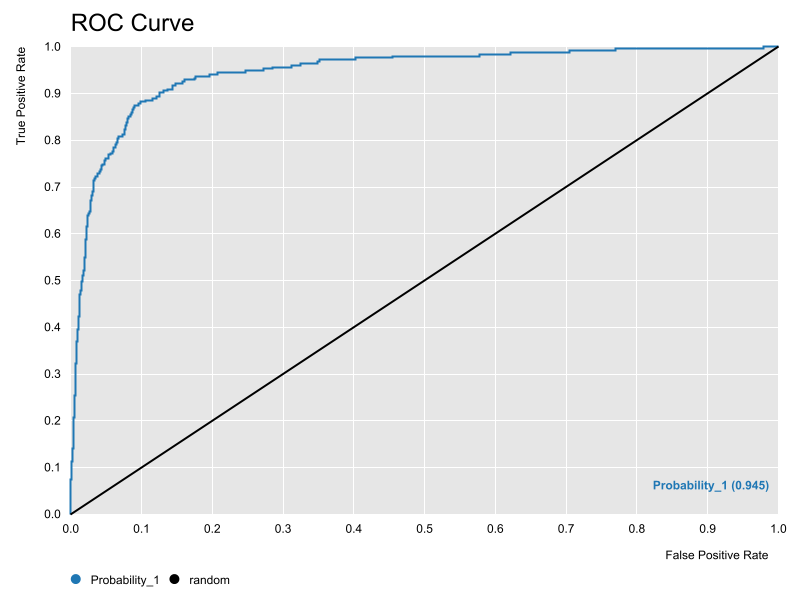 ROC Curve
True Positive Rate
1.0
0.9
0.8
0.7
0.6
0.5
0.4
0.3
0.2
0.1
0.0
Probability_1 (0.945)
0.0 0.1 0.2 0.3 0.4 0.5 0.6 0.7 0.8 0.9 1.0
False Positive Rate
Probability_1 random